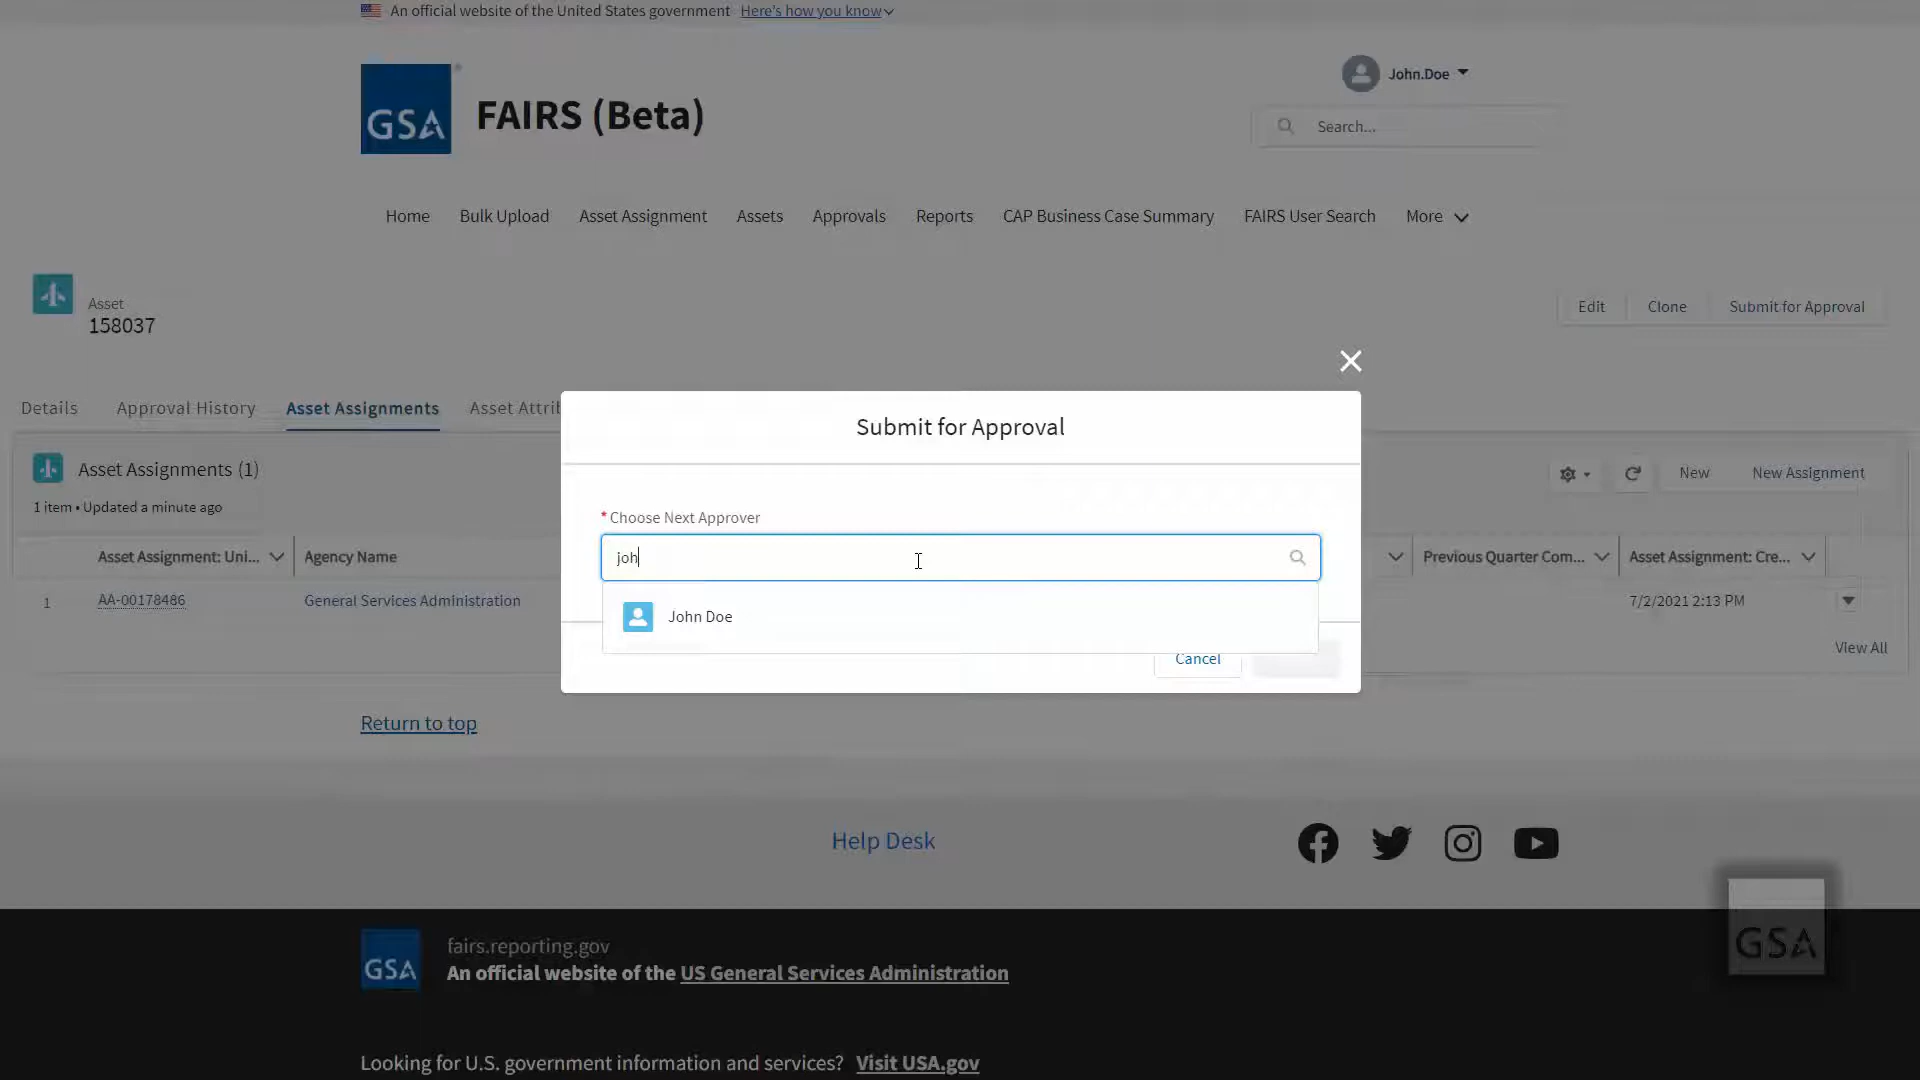 An official website of the United States government Here's how you know
GSA
FAIRS (Beta)
John.Doe
Search...
Home Bulk Upload Asset Assignment Assets Approvals Reports CAP Business Case Summary FAIRS User Search More
Asset
158037
Edit Clone Submit for Approval
Details Approval History Asset Assignments Asset Attrib
Submit for Approval
Asset Assignments (1)
1 item • Updated a minute ago
New New Assignment
*Choose Next Approver
joh
John Doe
Cancel
Asset Assignment: Uni... Agency Name Previous Quarter Com... Asset Assignment: Cre...
1 AA-00178486 General Services Administration 7/2/2021 2:13 PM
View All
Return to top
Help Desk
GSA
GSA
fairs.reporting.gov
An official website of the US General Services Administration
Looking for U.S. government information and services? Visit USA.gov